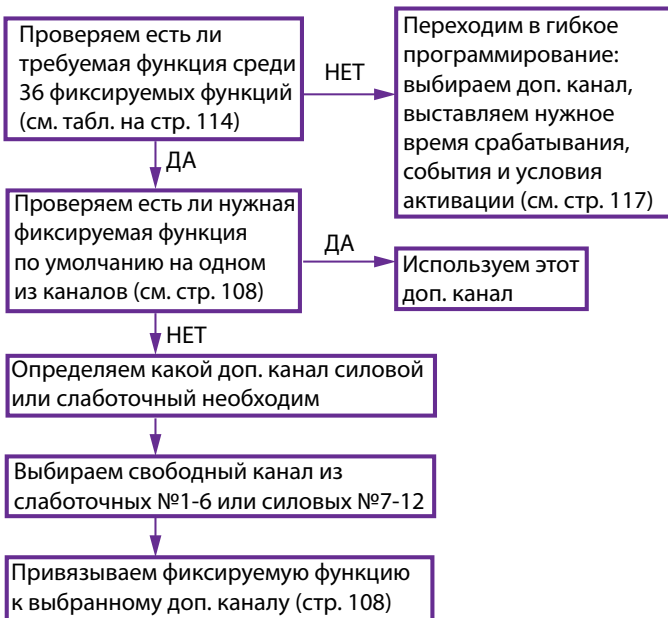 Проверяем есть ли
требуемая функция среди
36 фиксируемых функций
(см. табл. на стр. 114)
НЕТ
Переходим в гибкое
программирование:
выбираем доп. канал,
выставляем нужное
время срабатывания,
события и условия
активации (см. стр. 117)
ДА
Проверяем есть ли нужная
фиксируемая функция
по умолчанию на одном
из каналов (см. стр. 108)
ДА
Используем этот
доп. канал
НЕТ
Определяем какой доп. канал силовой
или слаботочный необходим
Выбираем свободный канал из
слаботочных №1-6 или силовых №7-12
Привязываем фиксируемую функцию
к выбранному доп. каналу (стр. 108)